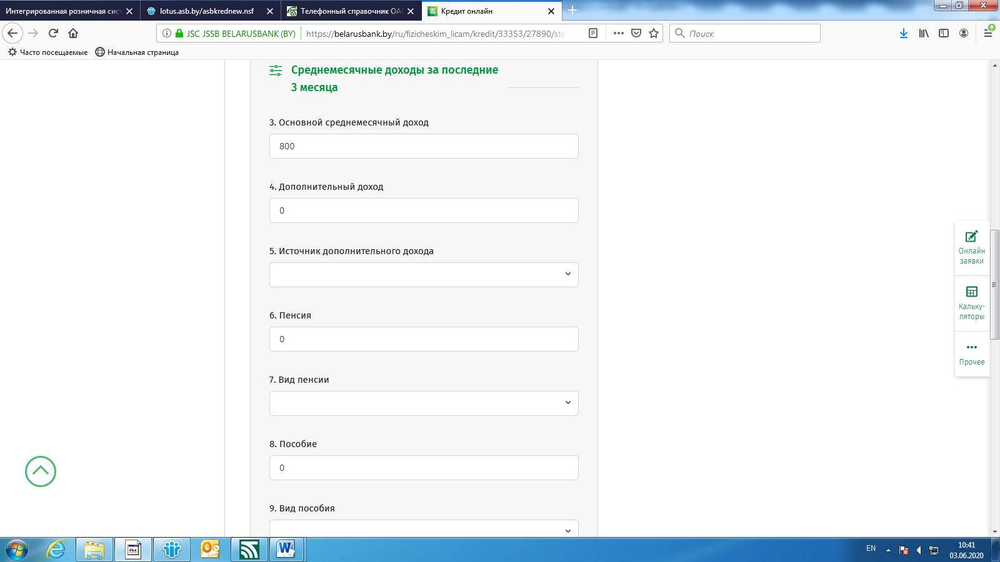 Интегрированная розничная сист
lotus.asb.by/asbkrednew.nsf
Телефонный справочник ОА
Кредит онлайн
JSC JSSB BELARUSBANK (BY)
https://belarusbank.by/ru/fizicheskim_licam/kredit/33353/27890/ste
Поиск
Часто посещаемые
Начальная страница
Среднемесячные доходы за последние
3 месяца
3. Основной среднемесячный доход
800
4. Дополнительный доход
0
5. Источник дополнительного дохода
6. Пенсия
0
7. Вид пенсии
8. Пособие
0
9. Вид пособия
Онлайн
заявки
Кальку-
ляторы
Прочее
EN
10:41
03.06.2020